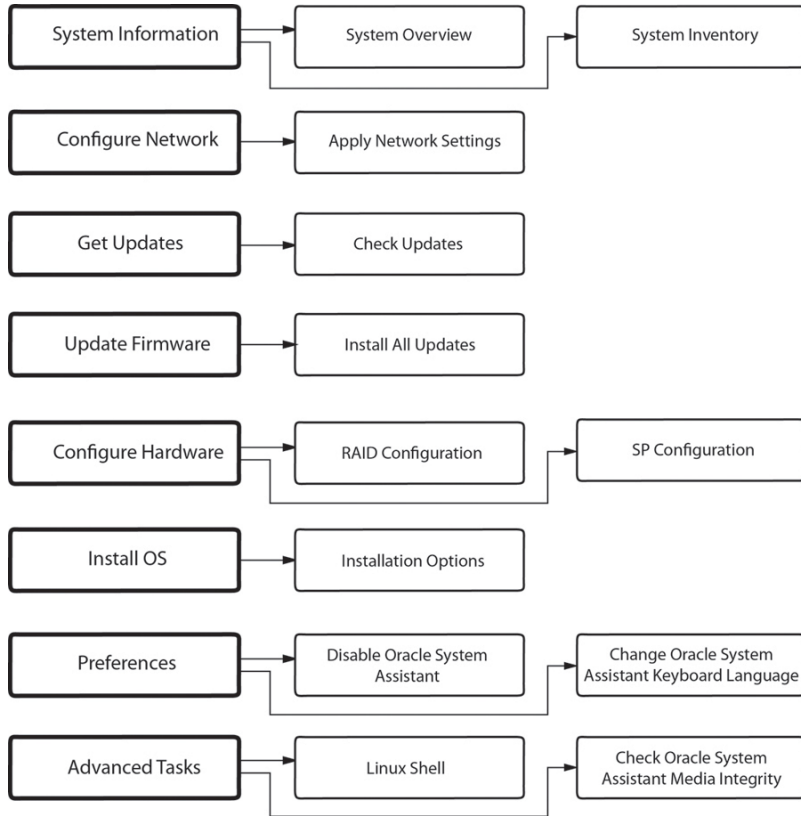 System Information
System Overview
System Inventory
Configure Network
Apply Network Settings
Get Updates
Check Updates
Update Firmware
Install All Updates
Configure Hardware
RAID Configuration
SP Configuration
Install OS
Installation Options
Preferences
Disable Oracle System
Assistant
Change Oracle System
Assistant Keyboard Language
Advanced Tasks
Linux Shell
Check Oracle System
Assistant Media Integrity